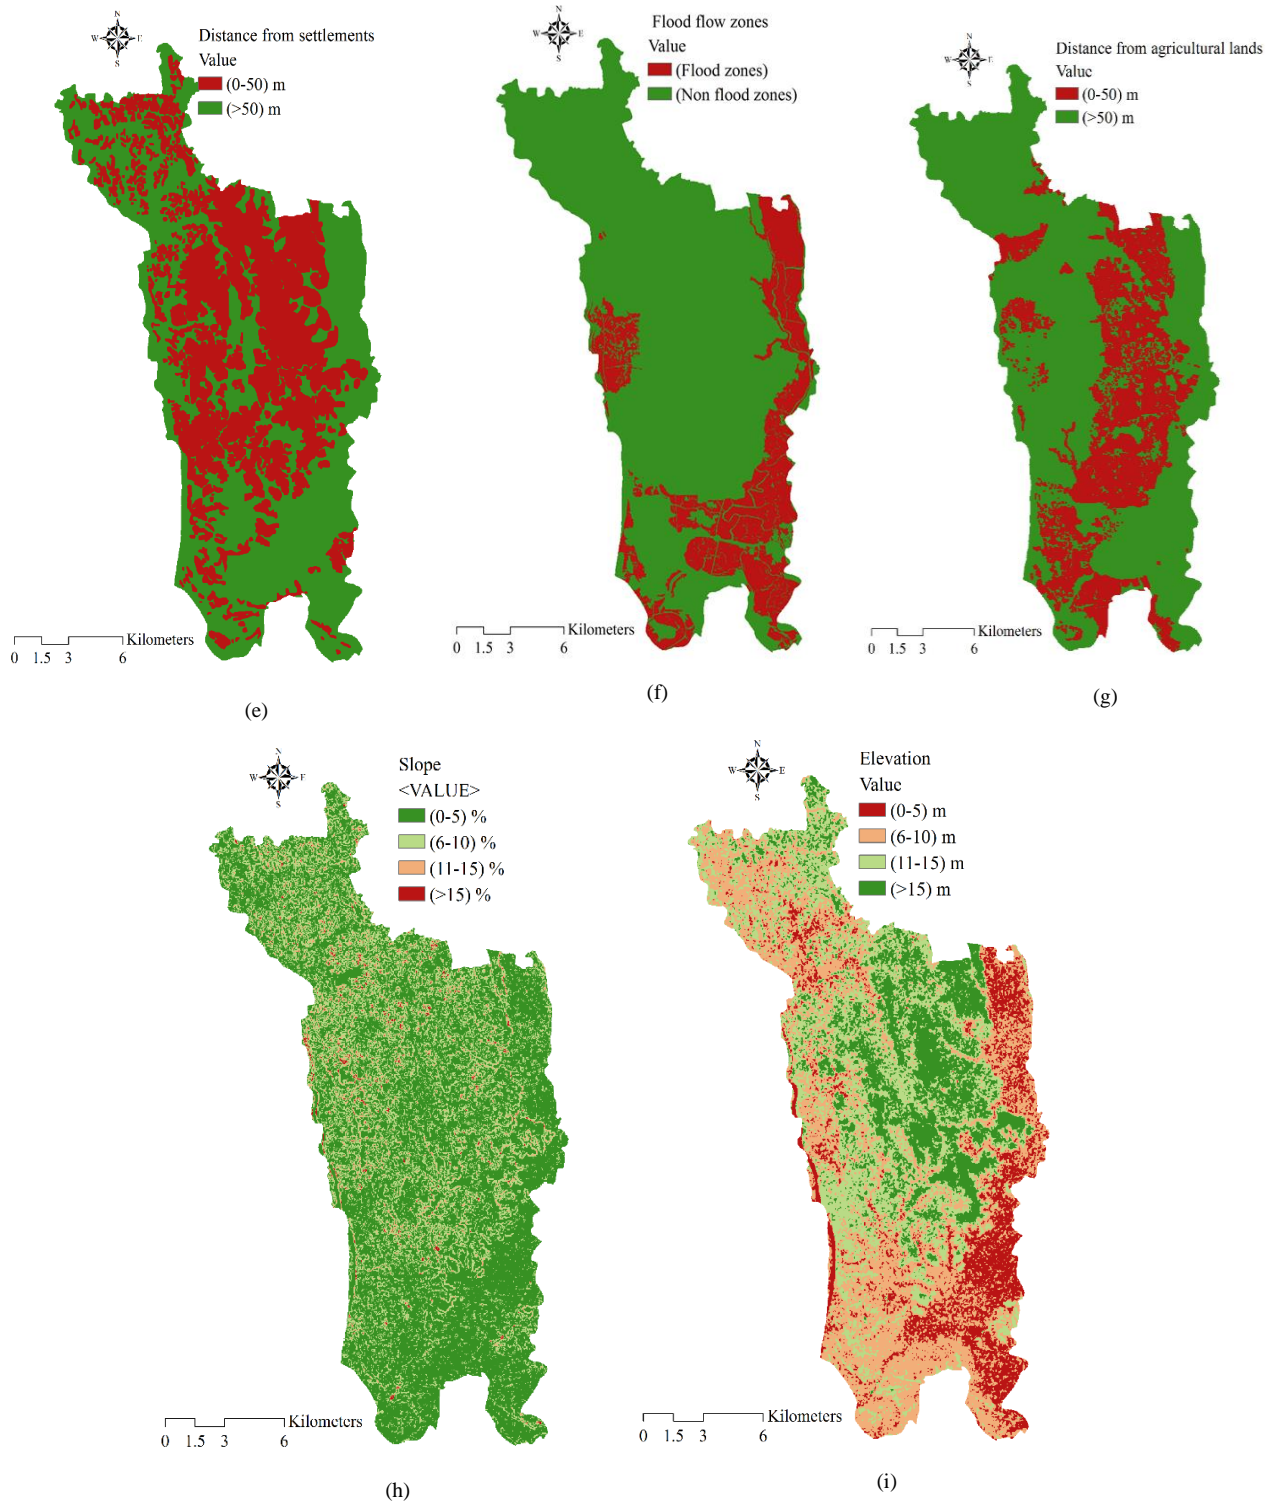 N
W E
S
Distance from settlements
Value
(0-50) m
(>50) m
0 1.5 3 6
Kilometers
(e)
N
W E
S
Flood flow zones
Value
(Flood zones)
(Non flood zones)
0 1.5 3 6
Kilometers
(f)
N
W E
S
Distance from agricultural lands
Value
(0-50) m
(>50) m
0 1.5 3 6
Kilometers
(g)
N
W E
S
Slope
<VALUE>
(0-5) %
(6-10) %
(11-15) %
(>15) %
0 1.5 3 6
Kilometers
(h)
N
W E
S
Elevation
Value
(0-5) m
(6-10) m
(11-15) m
(>15) m
0 1.5 3 6
Kilometers
(i)